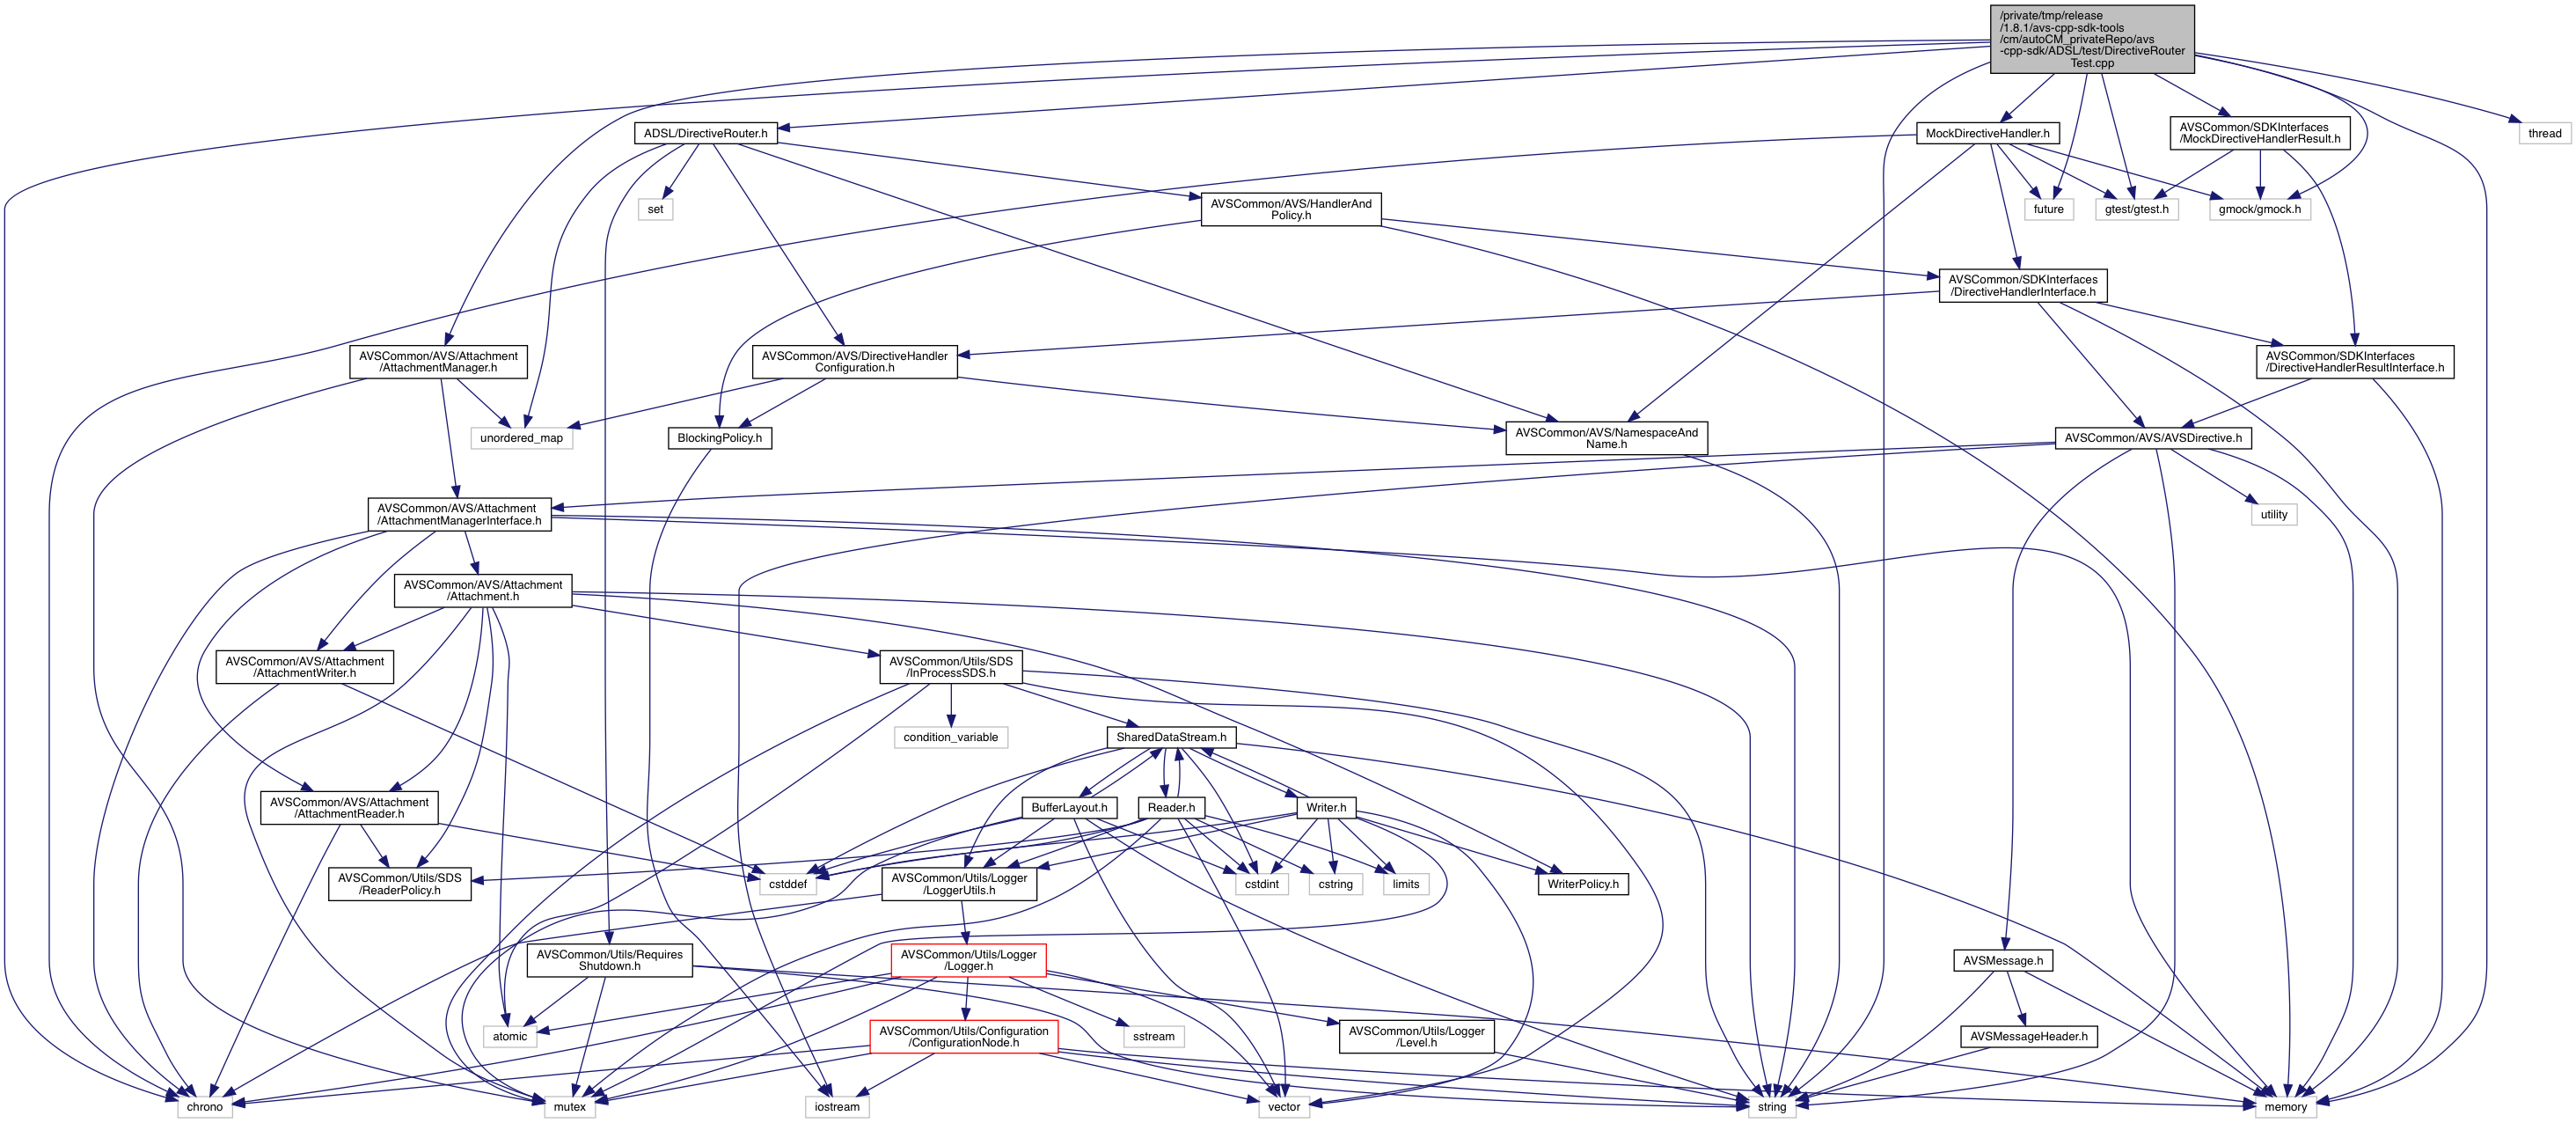 /private/tmp/release
/1.8.1/avs-cpp-sdk-tools
/cm/autoCM_privateRepo/avs
-cpp-sdk/ADSL/test/DirectiveRouter
Test.cpp
ADSL/DirectiveRouter.h
MockDirectiveHandler.h
AVSCommon/SDKInterfaces
/MockDirectiveHandlerResult.h
thread
set
AVSCommon/AVS/HandlerAnd
Policy.h
future
gtest/gtest.h
gmock/gmock.h
AVSCommon/SDKInterfaces
/DirectiveHandlerInterface.h
AVSCommon/AVS/Attachment
/AttachmentManager.h
AVSCommon/AVS/DirectiveHandler
Configuration.h
AVSCommon/SDKInterfaces
/DirectiveHandlerResultInterface.h
unordered_map
BlockingPolicy.h
AVSCommon/AVS/NamespaceAnd
Name.h
AVSCommon/AVS/AVSDirective.h
AVSCommon/AVS/Attachment
/AttachmentManagerInterface.h
utility
AVSCommon/AVS/Attachment
/Attachment.h
AVSCommon/AVS/Attachment
/AttachmentWriter.h
AVSCommon/Utils/SDS
/InProcessSDS.h
condition_variable
SharedDataStream.h
AVSCommon/AVS/Attachment
/AttachmentReader.h
BufferLayout.h
Reader.h
Writer.h
AVSCommon/Utils/SDS
/ReaderPolicy.h
cstddef
AVSCommon/Utils/Logger
/LoggerUtils.h
cstdint
cstring
limits
WriterPolicy.h
AVSCommon/Utils/Requires
Shutdown.h
AVSCommon/Utils/Logger
/Logger.h
AVSMessage.h
atomic
AVSCommon/Utils/Configuration
/ConfigurationNode.h
sstream
AVSCommon/Utils/Logger
/Level.h
AVSMessageHeader.h
chrono
mutex
iostream
vector
string
memory